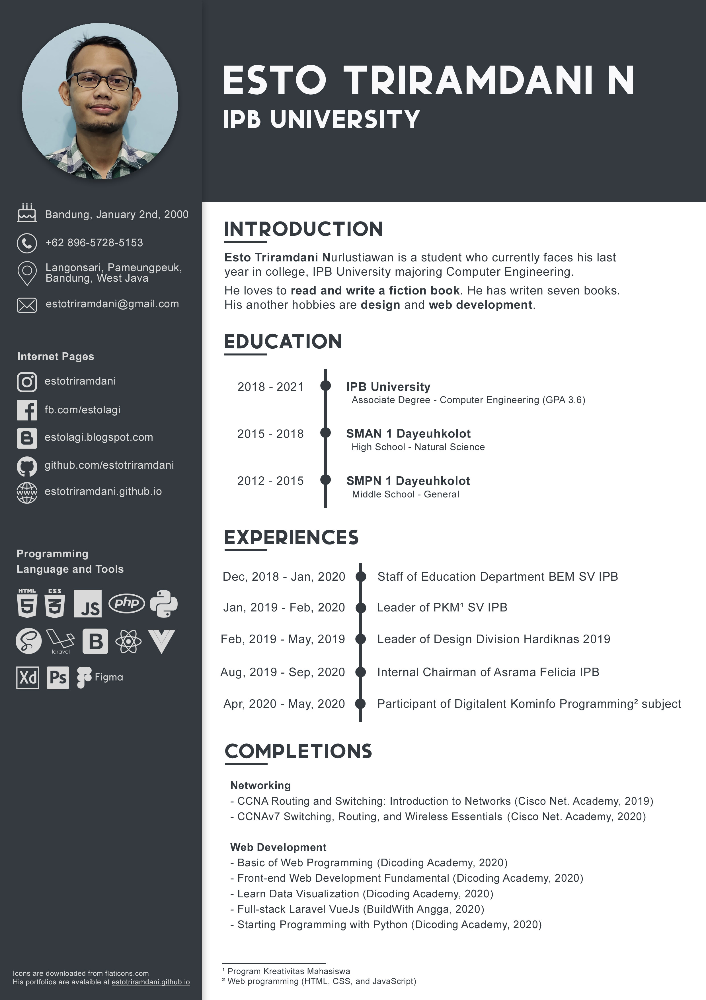 ESTO TRIRAMDANI N
IPB UNIVERSITY
Bandung, January 2nd, 2000
+62 896-5728-5153
Langonsari, Pameungpeuk,
Bandung, West Java
estotriramdani@gmail.com
Internet Pages
estotriramdani
fb.com/estolagi
estolagi.blogspot.com
github.com/estotriramdani
www
estotriramdani.github.io
Programming
Language and Tools
HTML 5 CSS 3 JS php
laravel B
Xd Ps Figma
Icons are downloaded from flaticons.com
His portfolios are avalaible at estotriramdani.github.io
INTRODUCTION
Esto Triramdani Nurlustiawan is a student who currently faces his last
year in college, IPB University majoring Computer Engineering.
He loves to read and write a fiction book. He has writen seven books.
His another hobbies are design and web development.
EDUCATION
2018 - 2021 IPB University
Associate Degree - Computer Engineering (GPA 3.6)
2015 - 2018 SMAN 1 Dayeuhkolot
High School - Natural Science
2012 - 2015 SMPN 1 Dayeuhkolot
Middle School - General
EXPERIENCES
Dec, 2018 - Jan, 2020 Staff of Education Department BEM SV IPB
Jan, 2019 - Feb, 2020 Leader of PKM¹ SV IPB
Feb, 2019 - May, 2019 Leader of Design Division Hardiknas 2019
Aug, 2019 - Sep, 2020 Internal Chairman of Asrama Felicia IPB
Apr, 2020 - May, 2020 Participant of Digitalent Kominfo Programming² subject
COMPLETIONS
Networking
- CCNA Routing and Switching: Introduction to Networks (Cisco Net. Academy, 2019)
- CCNAv7 Switching, Routing, and Wireless Essentials (Cisco Net. Academy, 2020)
Web Development
- Basic of Web Programming (Dicoding Academy, 2020)
- Front-end Web Development Fundamental (Dicoding Academy, 2020)
- Learn Data Visualization (Dicoding Academy, 2020)
- Full-stack Laravel VueJs (BuildWith Angga, 2020)
- Starting Programming with Python (Dicoding Academy, 2020)
¹ Program Kreativitas Mahasiswa
² Web programming (HTML, CSS, and JavaScript)